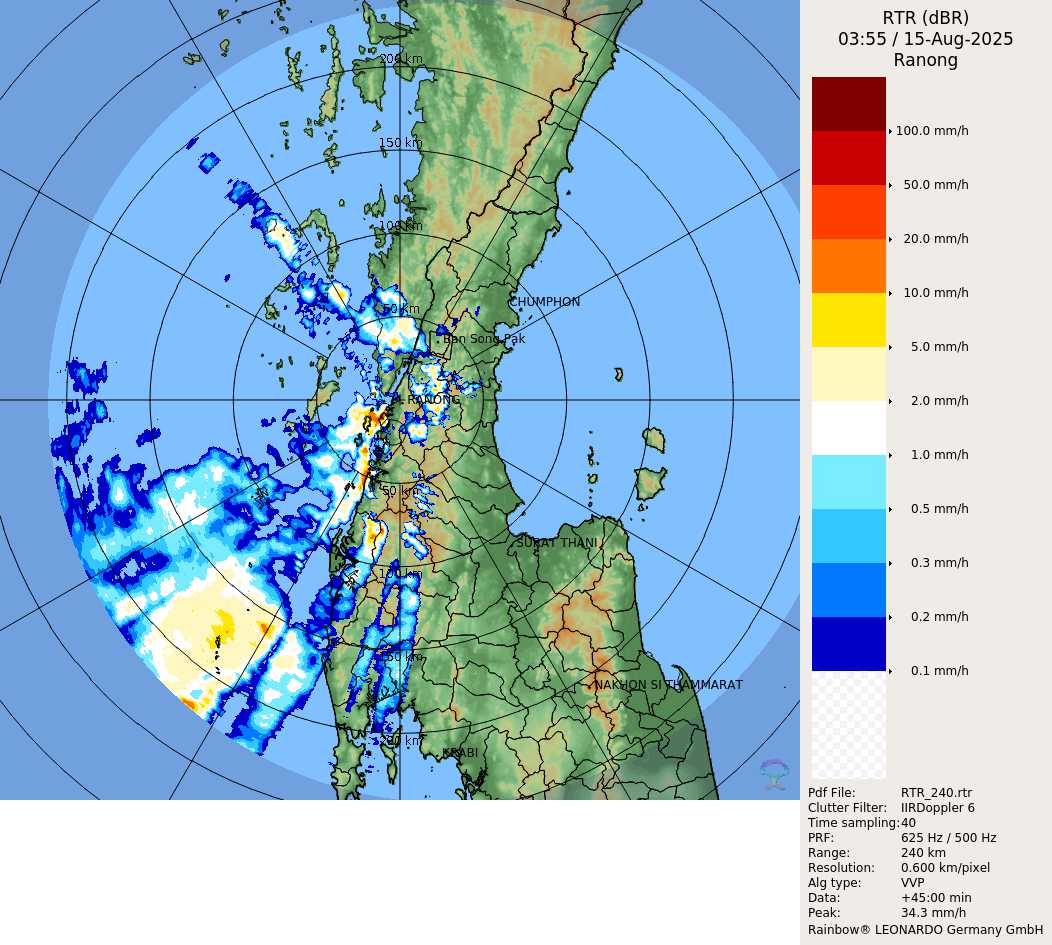 RTR (dBR)
03:55 / 15-Aug-2025
Ranong
100.0 mm/h
50.0 mm/h
20.0 mm/h
10.0 mm/h
5.0 mm/h
2.0 mm/h
1.0 mm/h
0.5 mm/h
0.3 mm/h
0.2 mm/h
0.1 mm/h
Pdf File: RTR_240.rtr
Clutter Filter: IIRDoppler 6
Time sampling: 40
PRF: 625 Hz / 500 Hz
Range: 240 km
Resolution: 0.600 km/pixel
Alg type: VVP
Data: +45:00 min
Peak: 34.3 mm/h
Rainbow® LEONARDO Germany GmbH
200 km
150 km
100 km
CHUMPHON
50 km
Ban Song Pak
RANONG
50 km
SURAT THANI
100 km
150 km
NAKHON SI THAMMARAT
200 km
KRABI